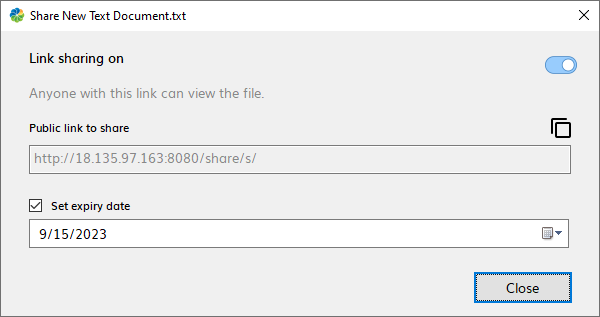 Share New Text Document.txt
Link sharing on
Anyone with this link can view the file.
Public link to share
http://18.135.97.163:8080/share/s/
Set expiry date
9/15/2023
Close